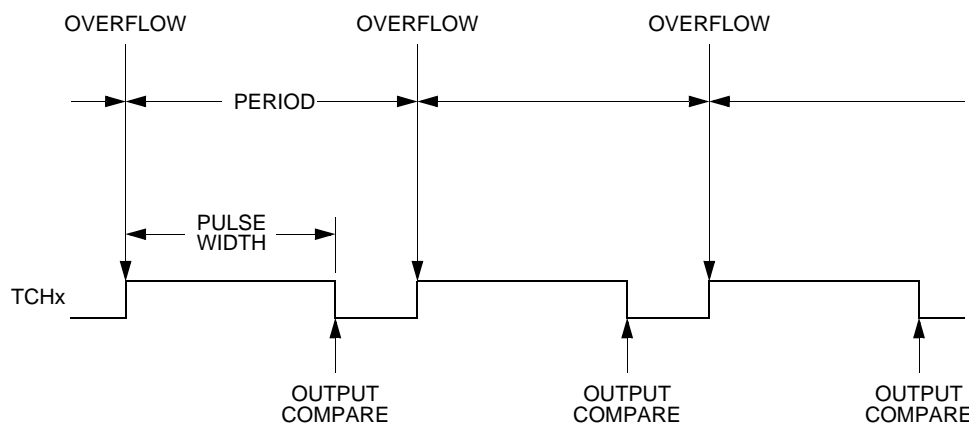 OVERFLOW OVERFLOW OVERFLOW
PERIOD
PULSE
WIDTH
TCHx
OUTPUT
COMPARE
OUTPUT
COMPARE
OUTPUT
COMPARE